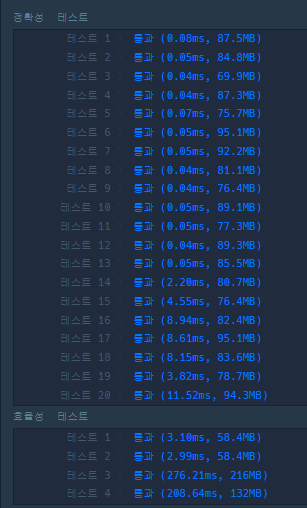 정확성 테스트
테스트 1 〉 통과 (0.08ms, 87.5MB)
테스트 2 〉 통과 (0.05ms, 84.8MB)
테스트 3 〉 통과 (0.04ms, 69.9MB)
테스트 4 〉 통과 (0.04ms, 87.3MB)
테스트 5 〉 통과 (0.07ms, 75.7MB)
테스트 6 〉 통과 (0.05ms, 95.1MB)
테스트 7 〉 통과 (0.05ms, 92.2MB)
테스트 8 〉 통과 (0.04ms, 81.1MB)
테스트 9 〉 통과 (0.04ms, 76.4MB)
테스트 10 〉 통과 (0.05ms, 89.1MB)
테스트 11 〉 통과 (0.05ms, 77.3MB)
테스트 12 〉 통과 (0.04ms, 89.3MB)
테스트 13 〉 통과 (0.05ms, 85.5MB)
테스트 14 〉 통과 (2.20ms, 80.7MB)
테스트 15 〉 통과 (4.55ms, 76.4MB)
테스트 16 〉 통과 (8.94ms, 82.4MB)
테스트 17 〉 통과 (8.61ms, 95.1MB)
테스트 18 〉 통과 (8.15ms, 83.6MB)
테스트 19 〉 통과 (3.82ms, 78.7MB)
테스트 20 〉 통과 (11.52ms, 94.3MB)
효율성 테스트
테스트 1 〉 통과 (3.10ms, 58.4MB)
테스트 2 〉 통과 (2.99ms, 58.4MB)
테스트 3 〉 통과 (276.21ms, 216MB)
테스트 4 〉 통과 (208.64ms, 132MB)